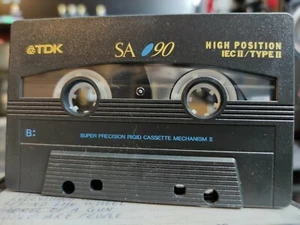 TDK SA 90 HIGH POSITION
IEC II/TYPE II
B:
SUPER PRECISION RIGID CASSETTE MECHANISM II